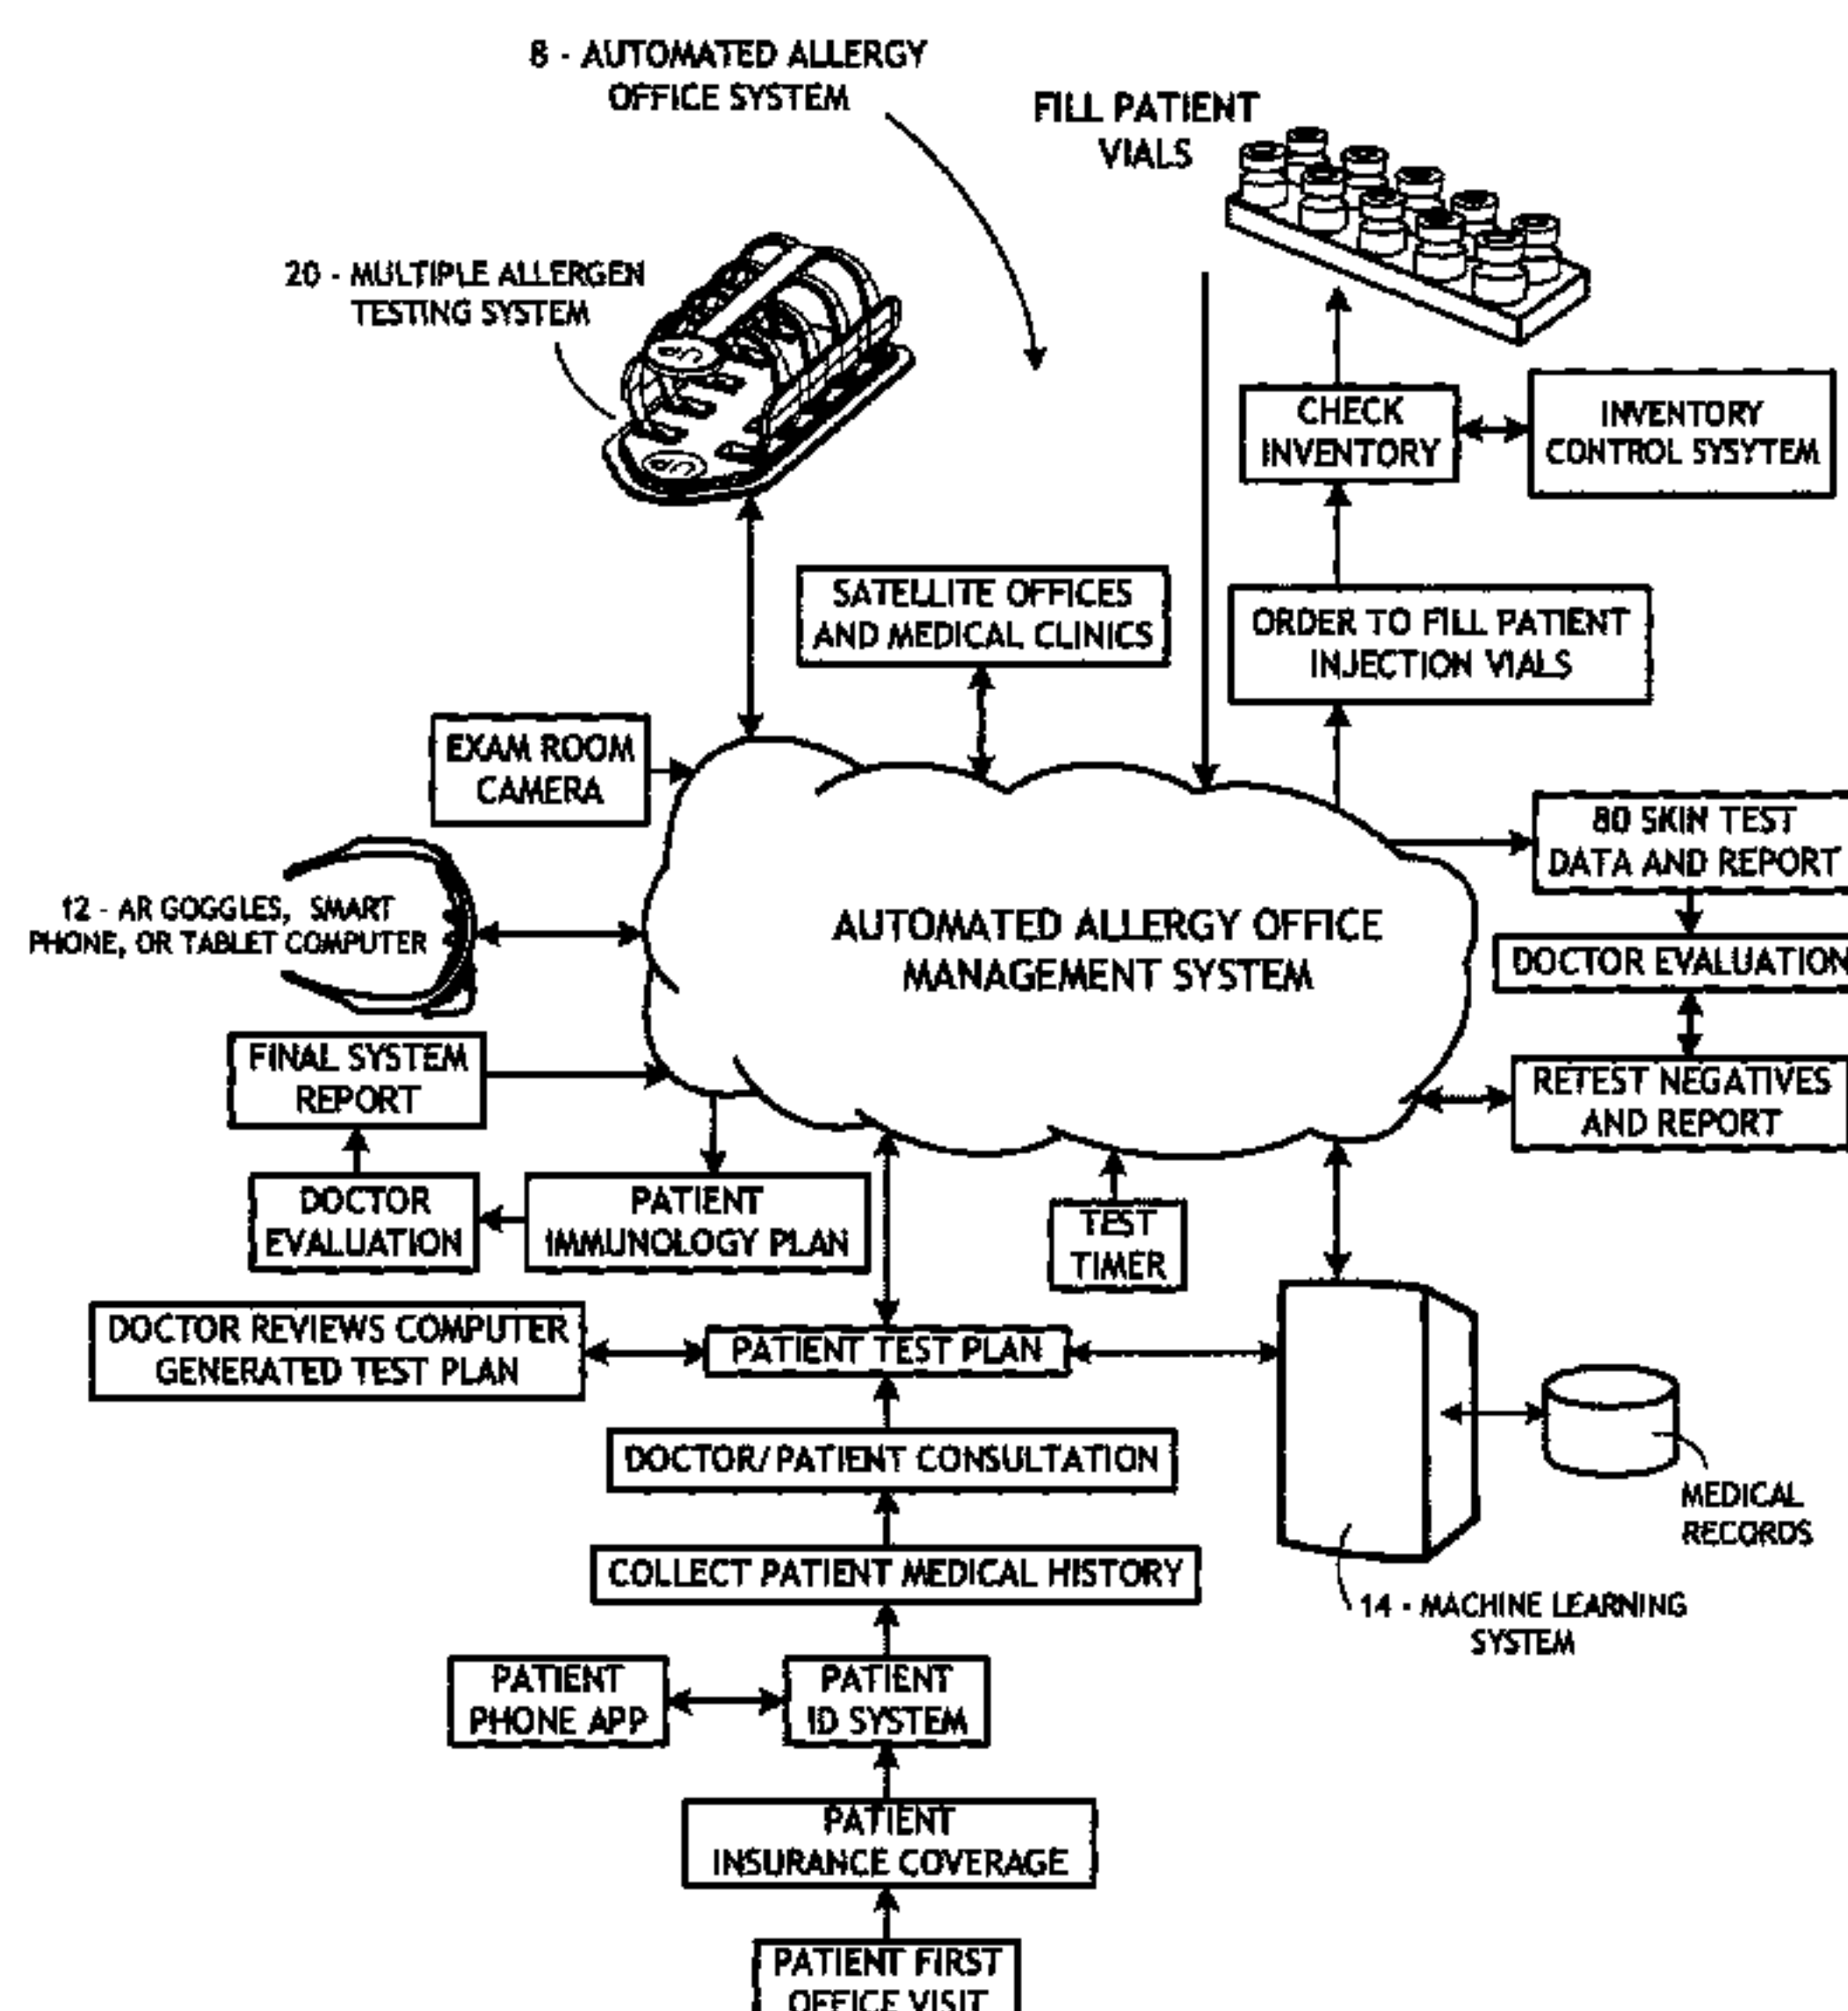 8 - AUTOMATED ALLERGY
OFFICE SYSTEM
FILL PATIENT
VIALS
20 - MULTIPLE ALLERGEN
TESTING SYSTEM
CHECK
INVENTORY
INVENTORY
CONTROL SYSYTEM
SATELLITE OFFICES
AND MEDICAL CLINICS
ORDER TO FILL PATIENT
INJECTION VIALS
EXAM ROOM
CAMERA
80 SKIN TEST
DATA AND REPORT
12 - AR GOGGLES, SMART
PHONE, OR TABLET COMPUTER
AUTOMATED ALLERGY OFFICE
MANAGEMENT SYSTEM
DOCTOR EVALUATION
FINAL SYSTEM
REPORT
RETEST NEGATIVES
AND REPORT
DOCTOR
EVALUATION
PATIENT
IMMUNOLOGY PLAN
TEST
TIMER
DOCTOR REVIEWS COMPUTER
GENERATED TEST PLAN
PATIENT TEST PLAN
DOCTOR/PATIENT CONSULTATION
MEDICAL
RECORDS
COLLECT PATIENT MEDICAL HISTORY
14 - MACHINE LEARNING
SYSTEM
PATIENT
PHONE APP
PATIENT
ID SYSTEM
PATIENT
INSURANCE COVERAGE
PATIENT FIRST
OFFICE VISIT